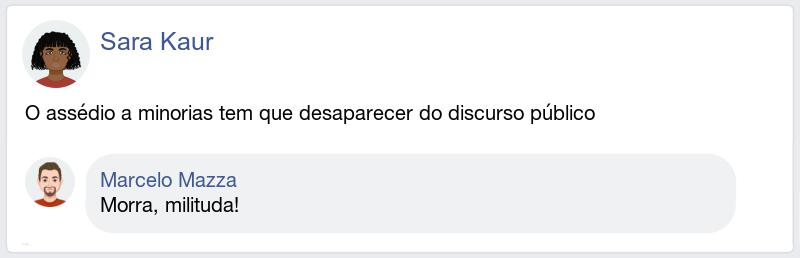 Sara Kaur
O assédio a minorias tem que desaparecer do discurso público
Marcelo Mazza
Morra, milituda!